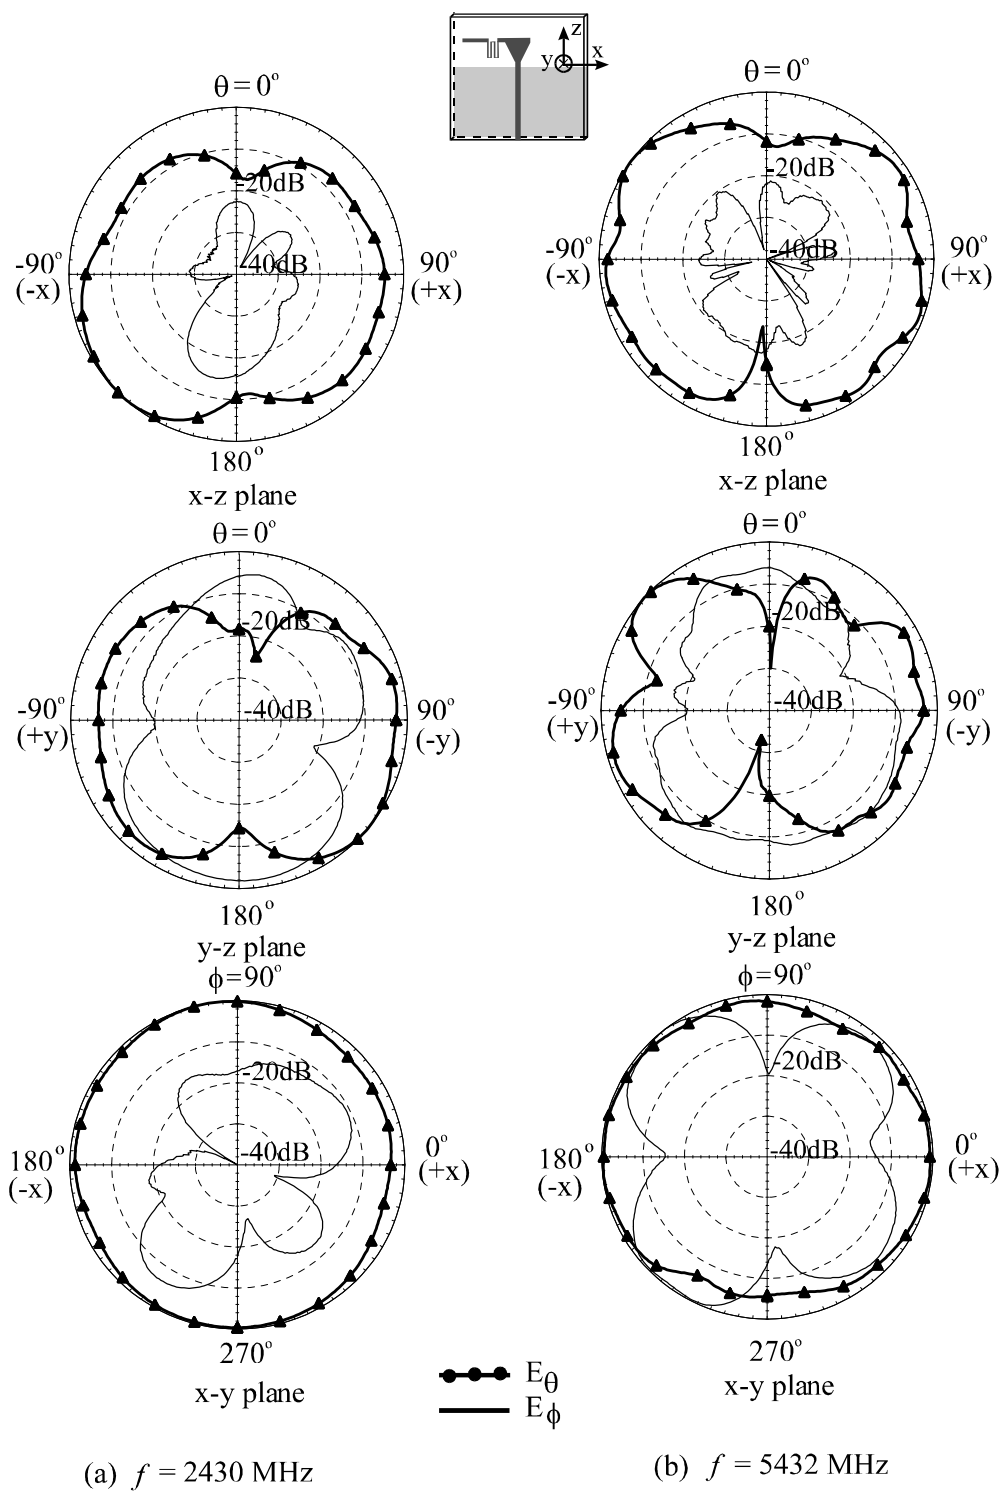 z
x
y
θ = 0°
-20dB
-40dB
-90°
(-x)
90°
(+x)
180°
x-z plane
θ = 0°
-20dB
-40dB
-90°
(-x)
90°
(+x)
180°
x-z plane
θ = 0°
-20dB
-40dB
-90°
(+y)
90°
(-y)
180°
y-z plane
θ = 0°
-20dB
-40dB
-90°
(+y)
90°
(-y)
180°
y-z plane
ϕ=90°
-20dB
-40dB
180°
(-x)
0°
(+x)
270°
x-y plane
ϕ=90°
-20dB
-40dB
180°
(-x)
0°
(+x)
270°
x-y plane
Eθ
Eϕ
(a) f = 2430 MHz
(b) f = 5432 MHz